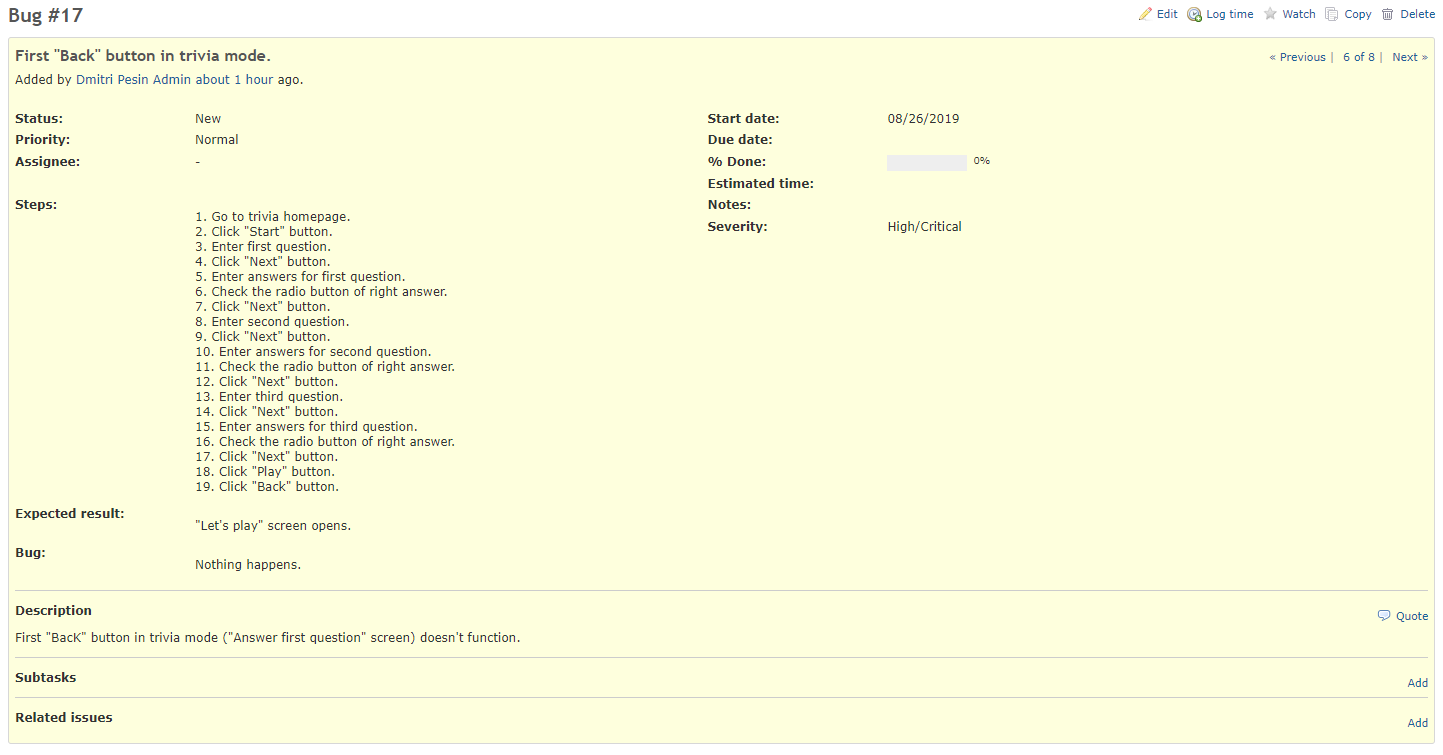 Bug #17
Edit Log time Watch Copy Delete
First "Back" button in trivia mode.
« Previous | 6 of 8 | Next »
Added by Dmitri Pesin Admin about 1 hour ago.
Status: New
Start date: 08/26/2019
Priority: Normal
Due date:
Assignee: -
% Done: 0%
Estimated time:
Steps:
Notes:
Severity: High/Critical
1. Go to trivia homepage.
2. Click "Start" button.
3. Enter first question.
4. Click "Next" button.
5. Enter answers for first question.
6. Check the radio button of right answer.
7. Click "Next" button.
8. Enter second question.
9. Click "Next" button.
10. Enter answers for second question.
11. Check the radio button of right answer.
12. Click "Next" button.
13. Enter third question.
14. Click "Next" button.
15. Enter answers for third question.
16. Check the radio button of right answer.
17. Click "Next" button.
18. Click "Play" button.
19. Click "Back" button.
Expected result:
"Let's play" screen opens.
Bug:
Nothing happens.
Description
Quote
First "BacK" button in trivia mode ("Answer first question" screen) doesn't function.
Subtasks
Add
Related issues
Add